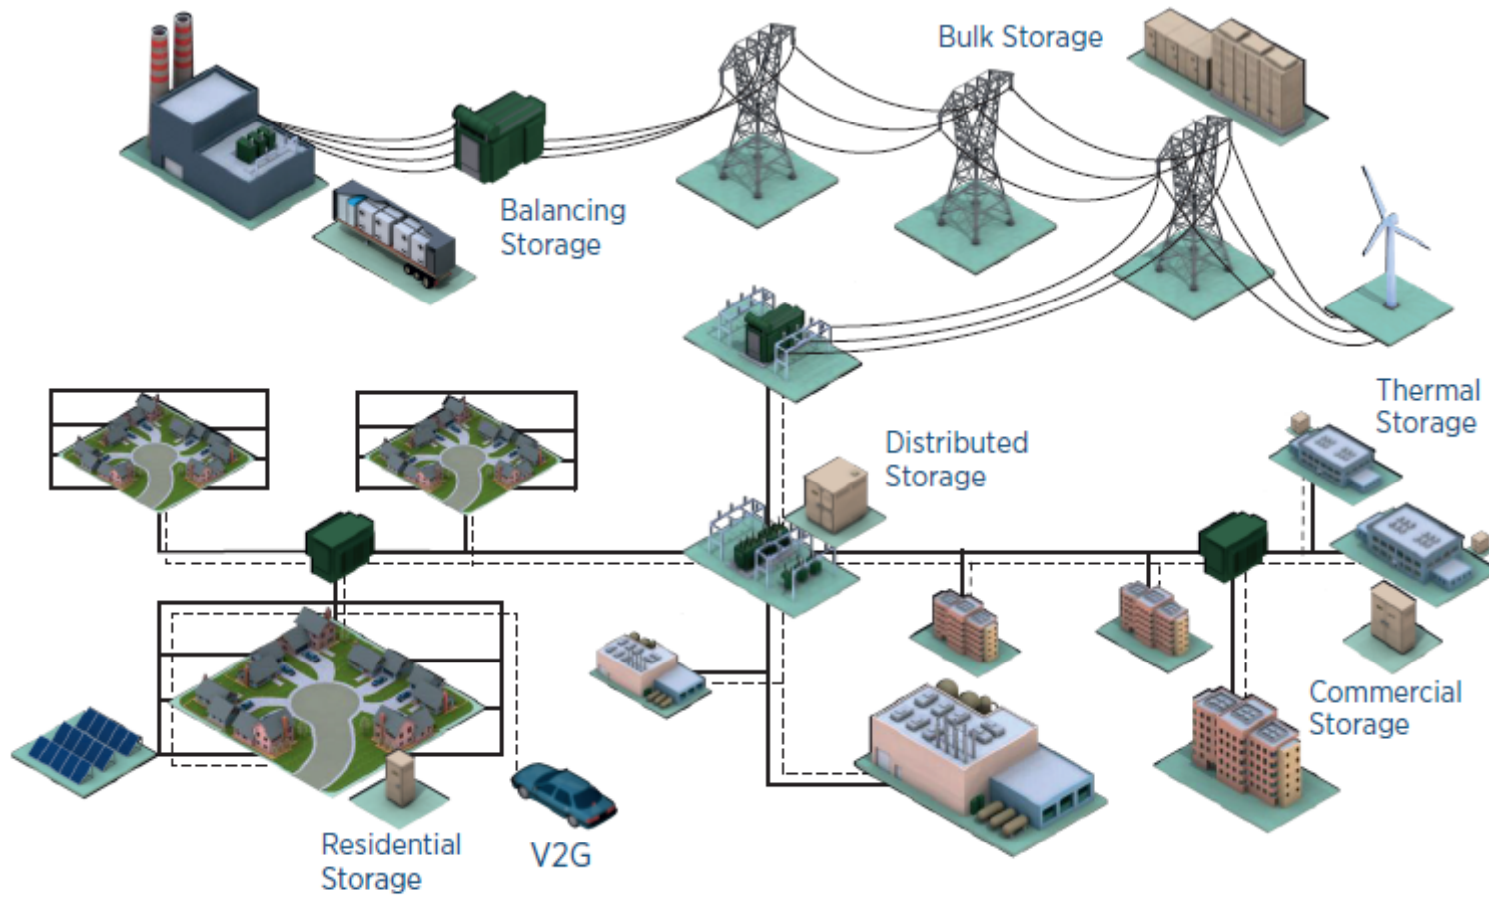 Bulk Storage
Balancing
Storage
Thermal
Storage
Distributed
Storage
Commercial
Storage
Residential
Storage
V2G